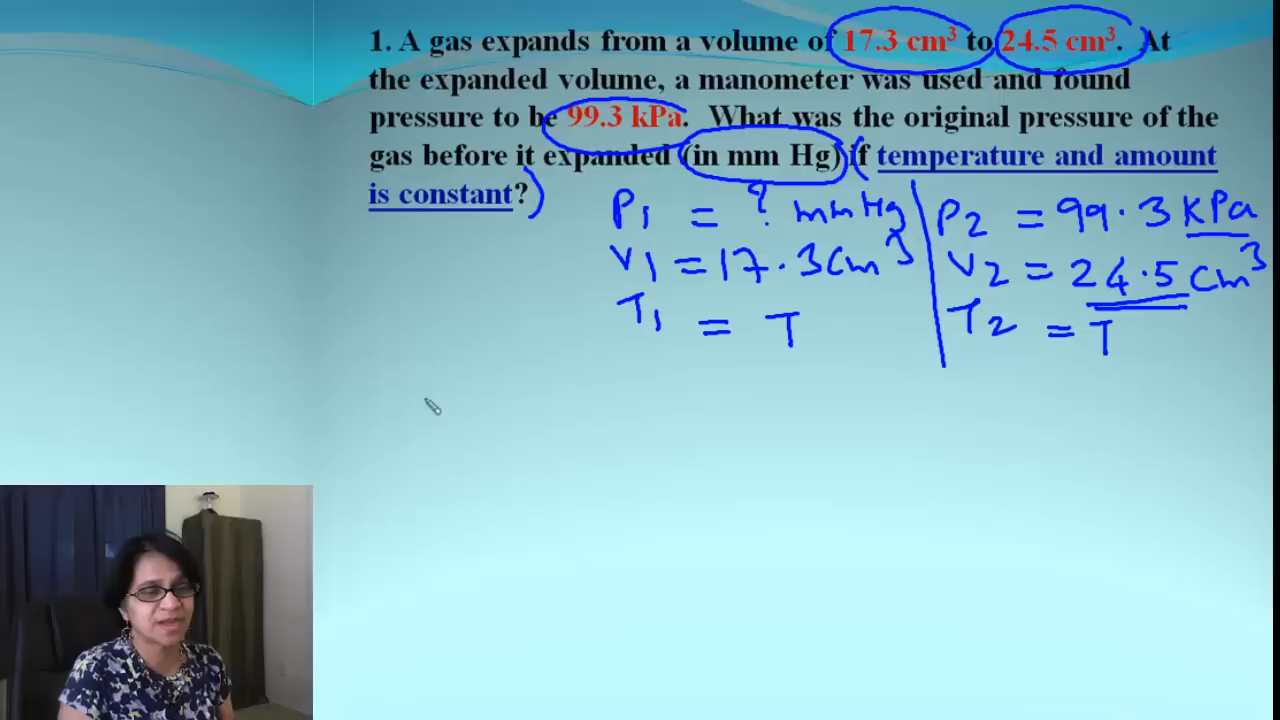 1. A gas expands from a volume of 17.3 cm³ to 24.5 cm³. At
the expanded volume, a manometer was used and found
pressure to be 99.3 kPa. What was the original pressure of the
gas before it expanded (in mm Hg) (if temperature and amount
is constant?)
P1 = ? mmHg
V1 = 17.3cm³
T1 = T
P2 = 99.3 kPa
V2 = 24.5 cm³
T2 = T